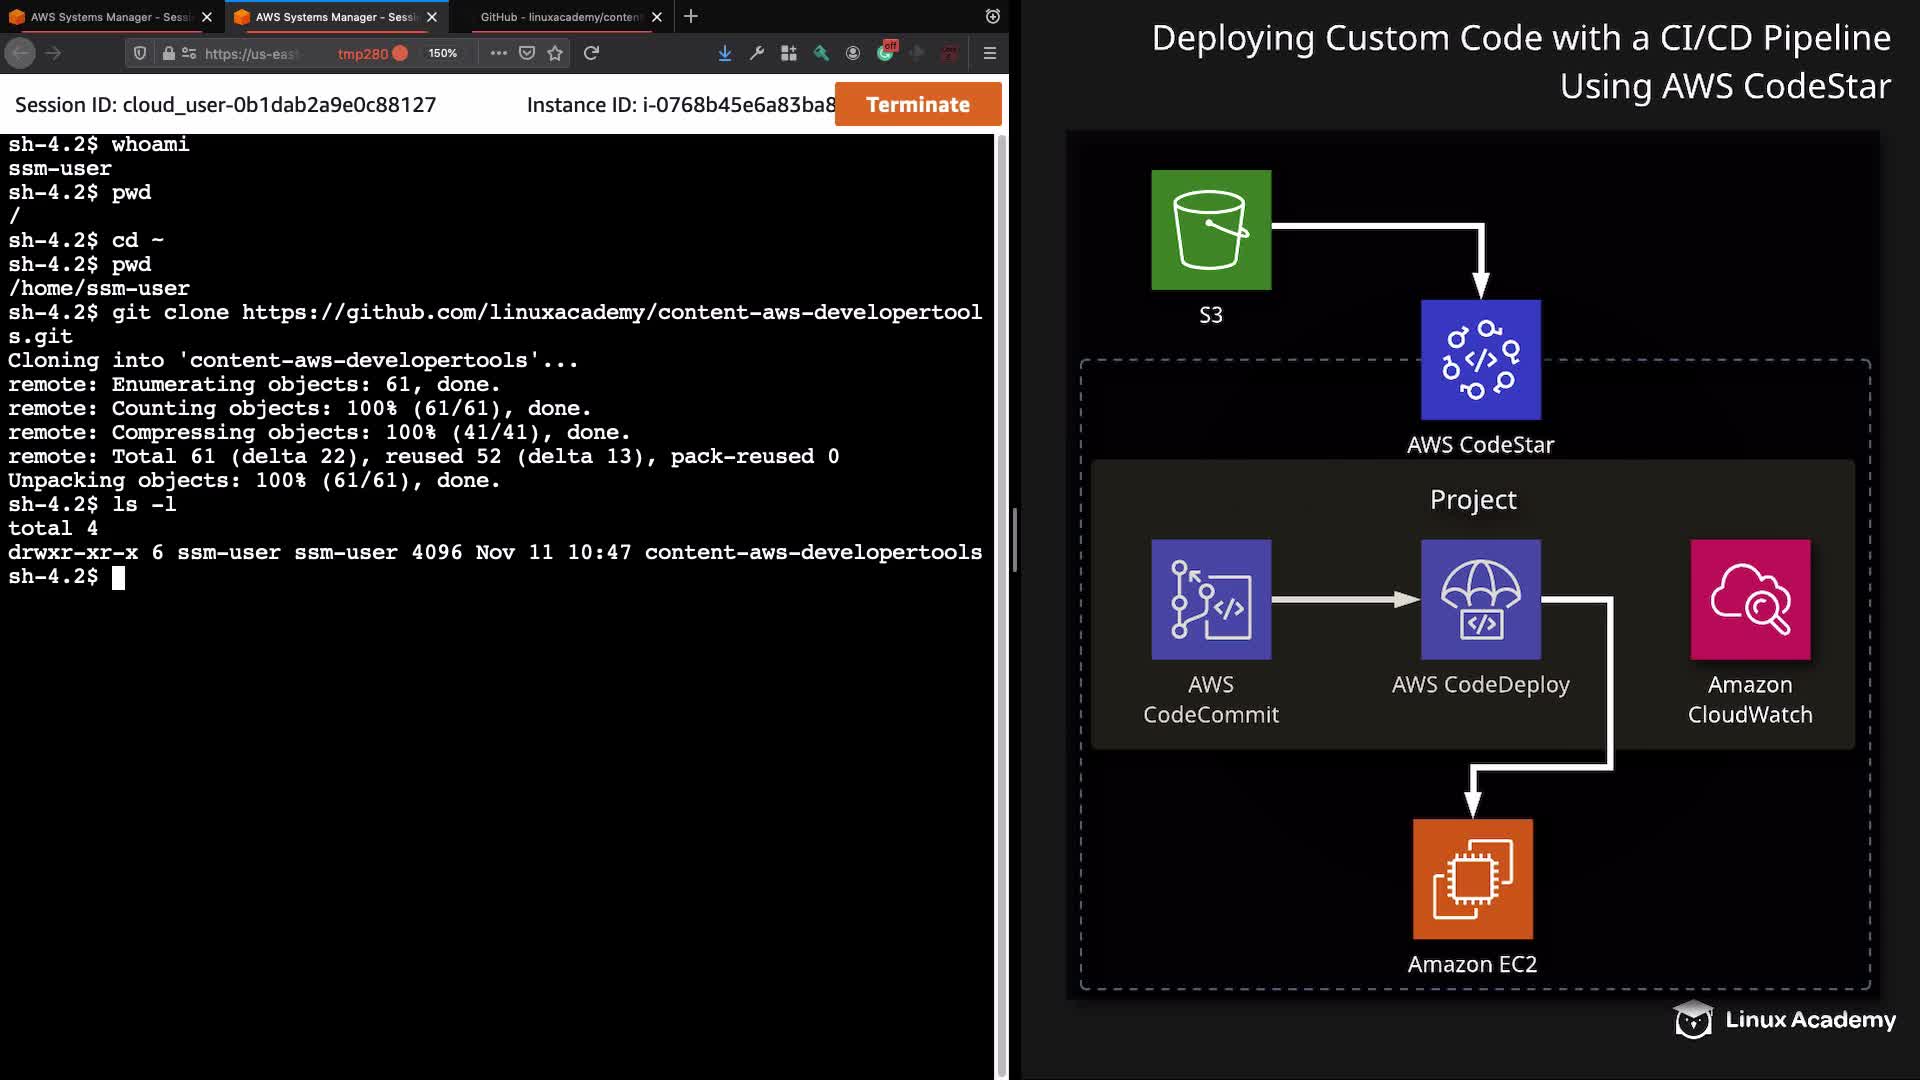 AWS Systems Manager - Sessi
AWS Systems Manager - Sessi
GitHub - linuxacademy/conten
https://us-east
tmp280
150%
off
Session ID: cloud_user-0b1dab2a9e0c88127
Instance ID: i-0768b45e6a83ba8
Terminate
sh-4.2$ whoami
ssm-user
sh-4.2$ pwd
/
sh-4.2$ cd ~
sh-4.2$ pwd
/home/ssm-user
sh-4.2$ git clone https://github.com/linuxacademy/content-aws-developertool
s.git
Cloning into 'content-aws-developertools'...
remote: Enumerating objects: 61, done.
remote: Counting objects: 100% (61/61), done.
remote: Compressing objects: 100% (41/41), done.
remote: Total 61 (delta 22), reused 52 (delta 13), pack-reused 0
Unpacking objects: 100% (61/61), done.
sh-4.2$ ls -l
total 4
drwxr-xr-x 6 ssm-user ssm-user 4096 Nov 11 10:47 content-aws-developertools
sh-4.2$
Deploying Custom Code with a CI/CD Pipeline
Using AWS CodeStar
S3
AWS CodeStar
Project
AWS
CodeCommit
AWS CodeDeploy
Amazon
CloudWatch
Amazon EC2
Linux Academy